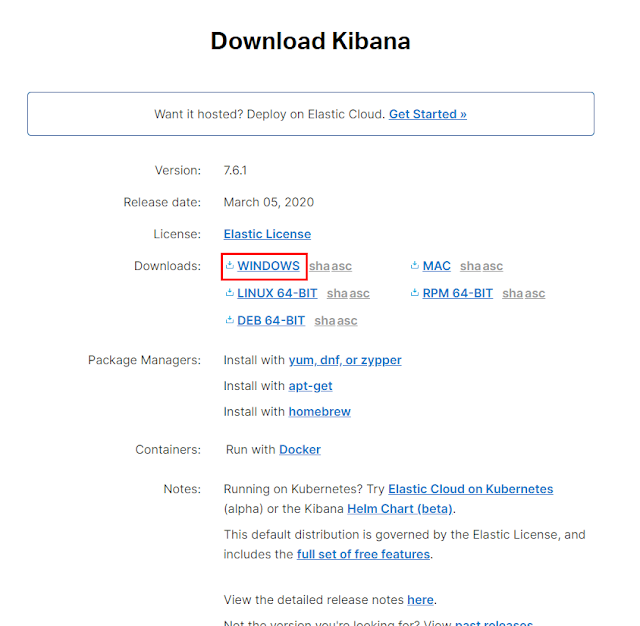 Download Kibana
Want it hosted? Deploy on Elastic Cloud. Get Started »
Version: 7.6.1
Release date: March 05, 2020
License: Elastic License
Downloads: WINDOWS sha asc MAC sha asc
LINUX 64-BIT sha asc RPM 64-BIT sha asc
DEB 64-BIT sha asc
Package Managers: Install with yum, dnf, or zypper
Install with apt-get
Install with homebrew
Containers: Run with Docker
Notes: Running on Kubernetes? Try Elastic Cloud on Kubernetes
(alpha) or the Kibana Helm Chart (beta).
This default distribution is governed by the Elastic License, and
includes the full set of free features.
View the detailed release notes here.
Not the version you're looking for? View past releases.